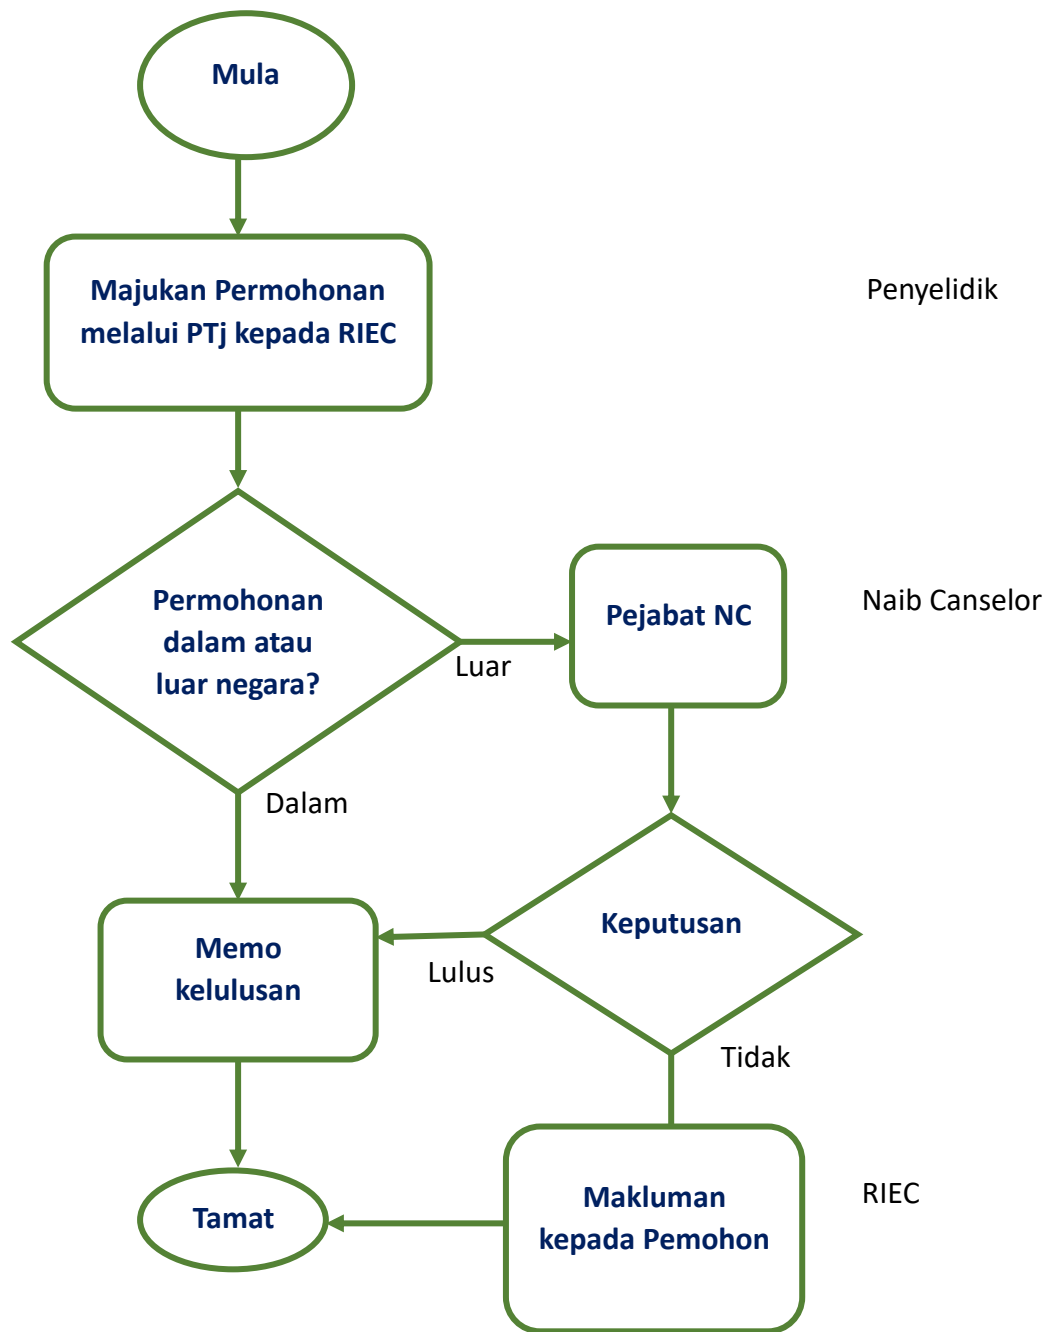 Mula
Majukan Permohonan
melalui PTj kepada RIEC
Penyelidik
Permohonan
dalam atau
luar negara?
Luar
Pejabat NC
Naib Canselor
Dalam
Memo
kelulusan
Lulus
Keputusan
Tidak
Makluman
kepada Pemohon
RIEC
Tamat